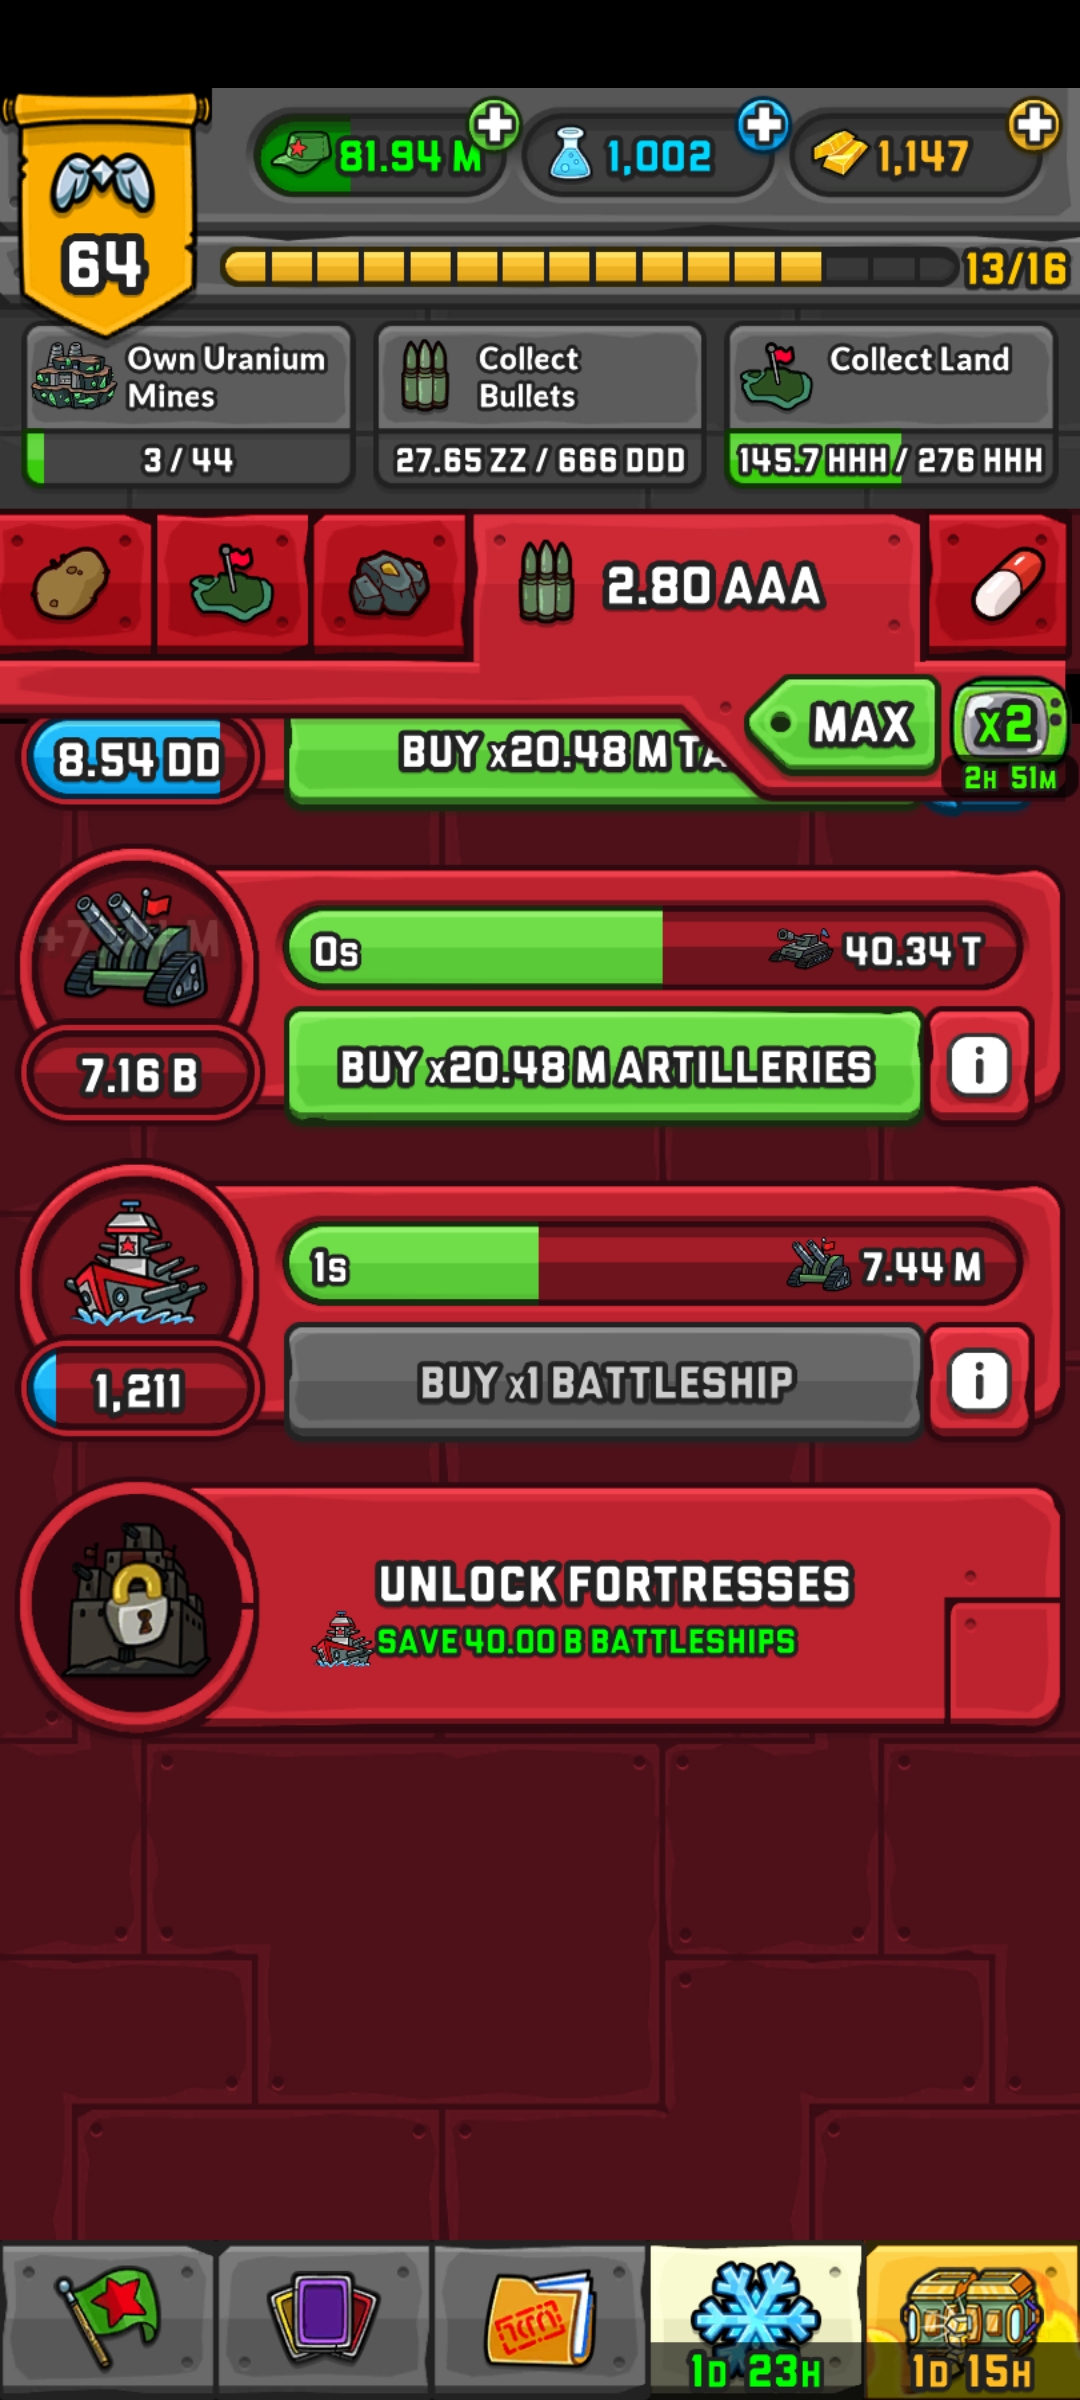 81.94 M
1,002
1,147
64
13/16
Own Uranium
Mines
3 / 44
Collect
Bullets
27.65 ZZ / 666 DDD
Collect Land
145.7 HHH / 276 HHH
2.80 AAA
MAX
x2
2H 51M
8.54 DD
BUY x20.48 M TA
0s
40.34 T
7.16 B
BUY x20.48 M ARTILLERIES
i
1s
7.44 M
1,211
BUY x1 BATTLESHIP
i
UNLOCK FORTRESSES
SAVE 40.00 B BATTLESHIPS
1D 23H
1D 15H